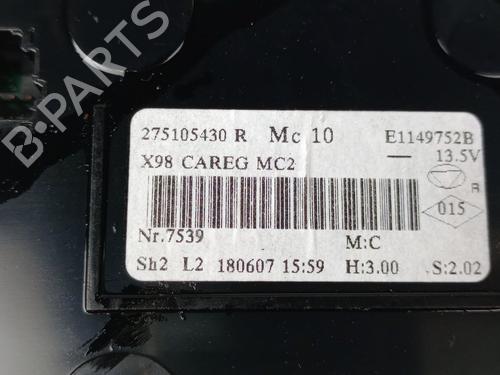 275105430 R Mc 10 E1149752B
X98 CAREG MC2 13.5V
R
015
Nr.7539 M:C
Sh2 L2 180607 15:59 H:3.00 S:2.02
B-PARTS